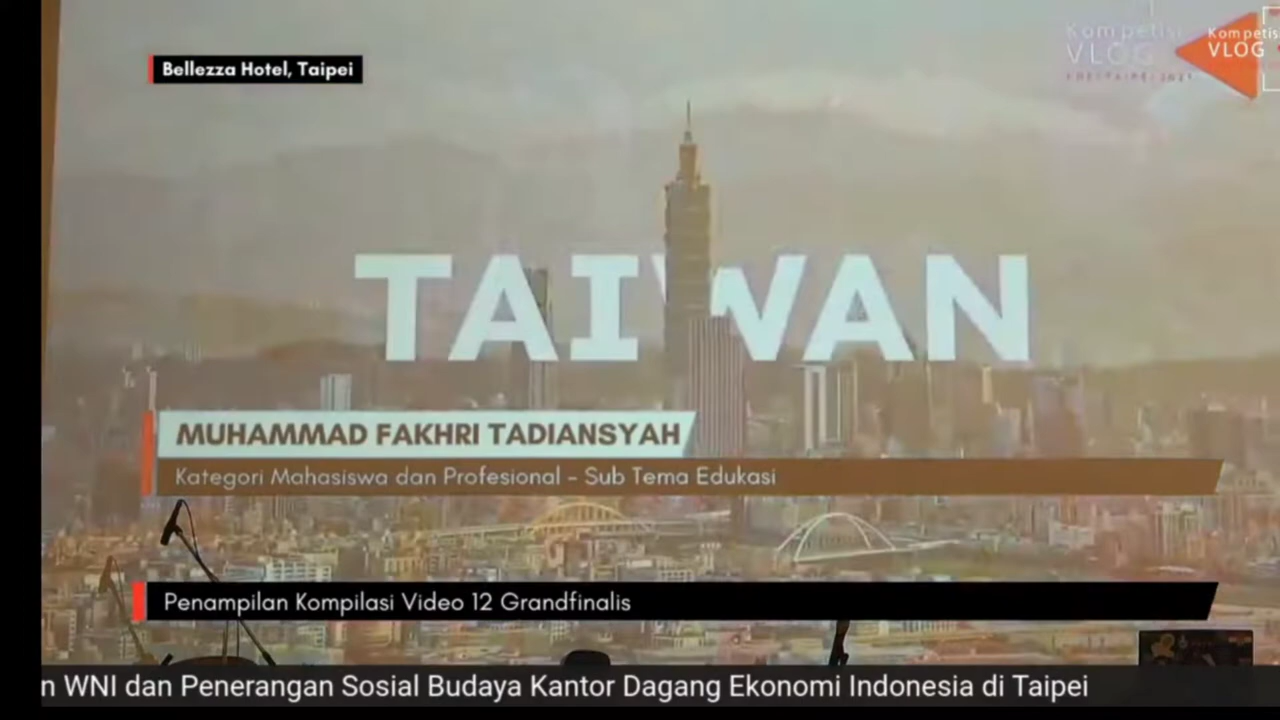 Bellezza Hotel, Taipei
Kompetisi
VLOG
Kompetisi
VLOG
TAIWAN
MUHAMMAD FAKHRI TADIANSYAH
Kategori Mahasiswa dan Profesional - Sub Tema Edukasi
Penampilan Kompilasi Video 12 Grandfinalis
n WNI dan Penerangan Sosial Budaya Kantor Dagang Ekonomi Indonesia di Taipei